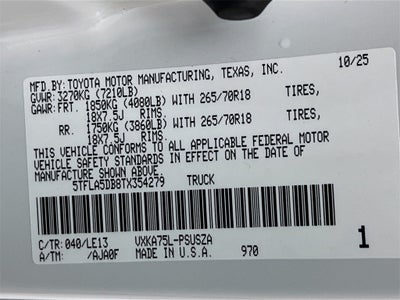 MFD.BY:TOYOTA MOTOR MANUFACTURING, TEXAS, INC. 10/25
GVWR: 3270KG (7210LB)
GAWR: FRT. 1850KG (4080LB) WITH 265/70R18 TIRES,
18X7.5J RIMS
RR. 1750KG (3860LB) WITH 265/70R18 TIRES,
18X7.5J RIMS
THIS VEHICLE CONFORMS TO ALL APPLICABLE FEDERAL MOTOR
VEHICLE SAFETY STANDARDS IN EFFECT ON THE DATE OF
MANUFACTURE SHOWN ABOVE.
5TFLA5DB8TX354279 TRUCK
C/TR: 040/LE13 VXKA75L-PSUSZA 1
A/TM: /AJA0F MADE IN U.S.A. 970